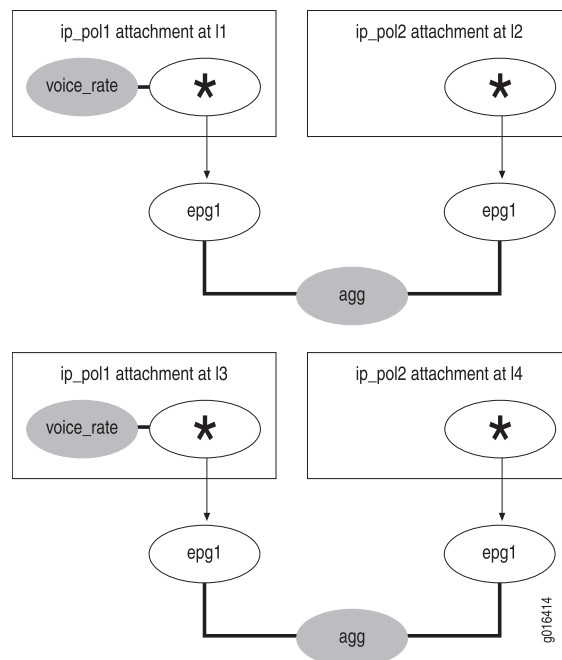 ip_pol1 attachment at l1
ip_pol2 attachment at l2
voice_rate
*
*
epg1
epg1
agg
ip_pol1 attachment at l3
ip_pol2 attachment at l4
voice_rate
*
*
epg1
epg1
agg
g016414